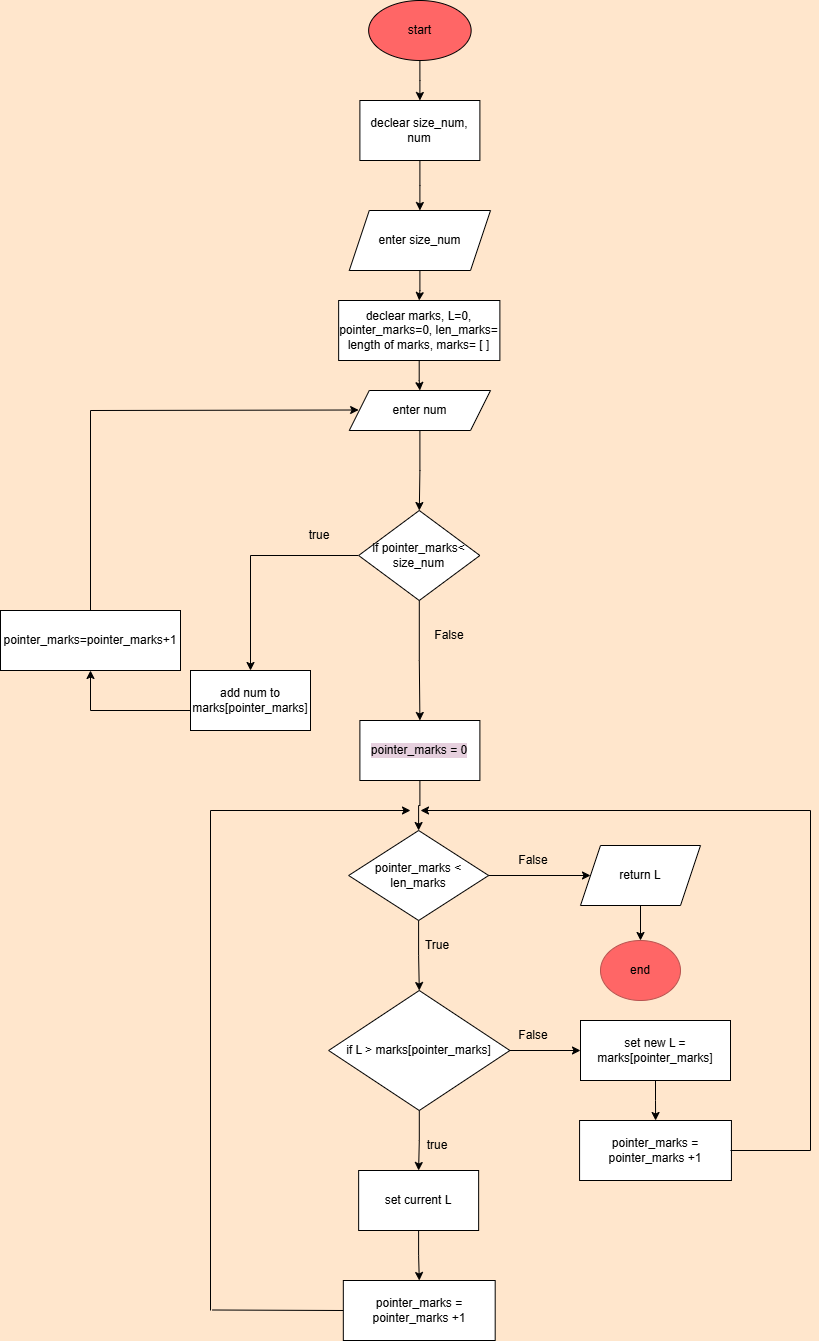 start
declear size_num,
num
enter size_num
declear marks, L=0,
pointer_marks=0, len_marks=
length of marks, marks= [ ]
enter num
true
if pointer_marks<
size_num
False
pointer_marks=pointer_marks+1
add num to
marks[pointer_marks]
pointer_marks = 0
pointer_marks <
len_marks
False
return L
True
end
if L > marks[pointer_marks]
False
set new L =
marks[pointer_marks]
true
pointer_marks =
pointer_marks +1
set current L
pointer_marks =
pointer_marks +1